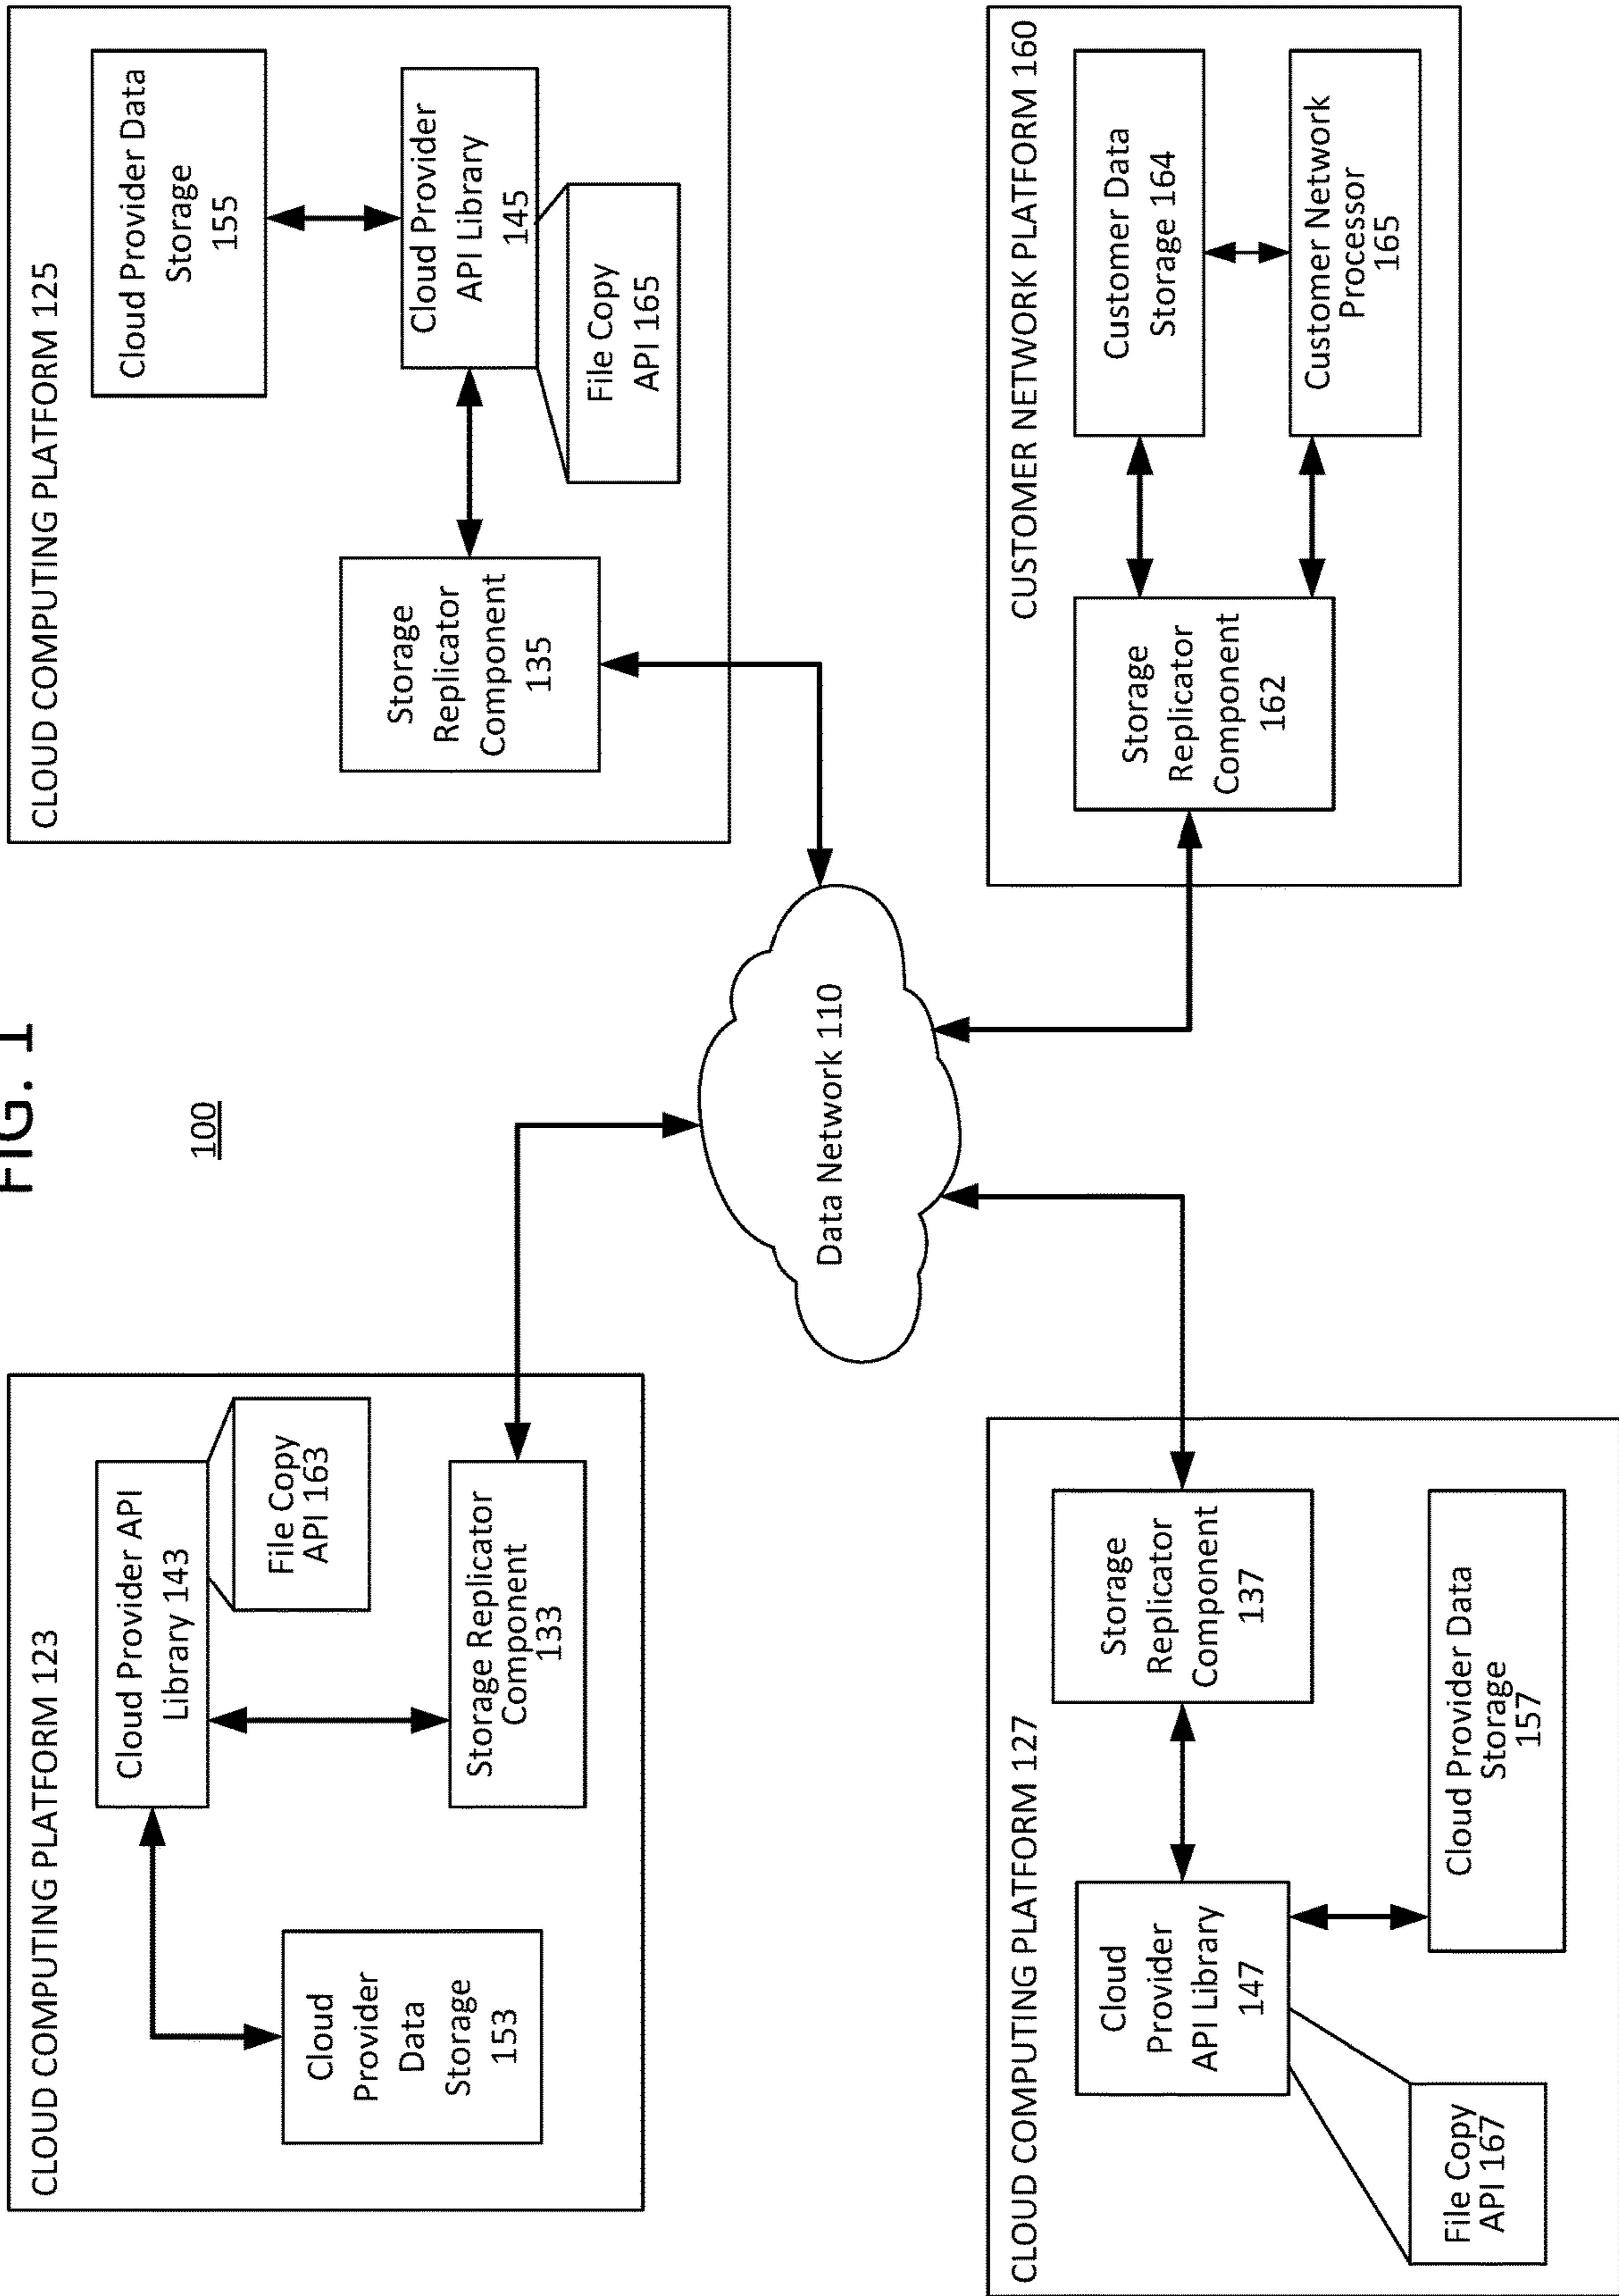 FIG. 1
100
CLOUD COMPUTING PLATFORM 123
Cloud Provider API
Library 143
File Copy
API 163
Cloud
Provider
Data
Storage
153
Storage Replicator
Component
133
CLOUD COMPUTING PLATFORM 125
Cloud Provider Data
Storage
155
Cloud Provider
API Library
145
File Copy
API 165
Storage
Replicator
Component
135
Data Network 110
CLOUD COMPUTING PLATFORM 127
Cloud
Provider
API Library
147
Storage
Replicator
Component
137
File Copy
API 167
Cloud Provider Data
Storage
157
CUSTOMER NETWORK PLATFORM 160
Storage
Replicator
Component
162
Customer Data
Storage 164
Customer Network
Processor
165